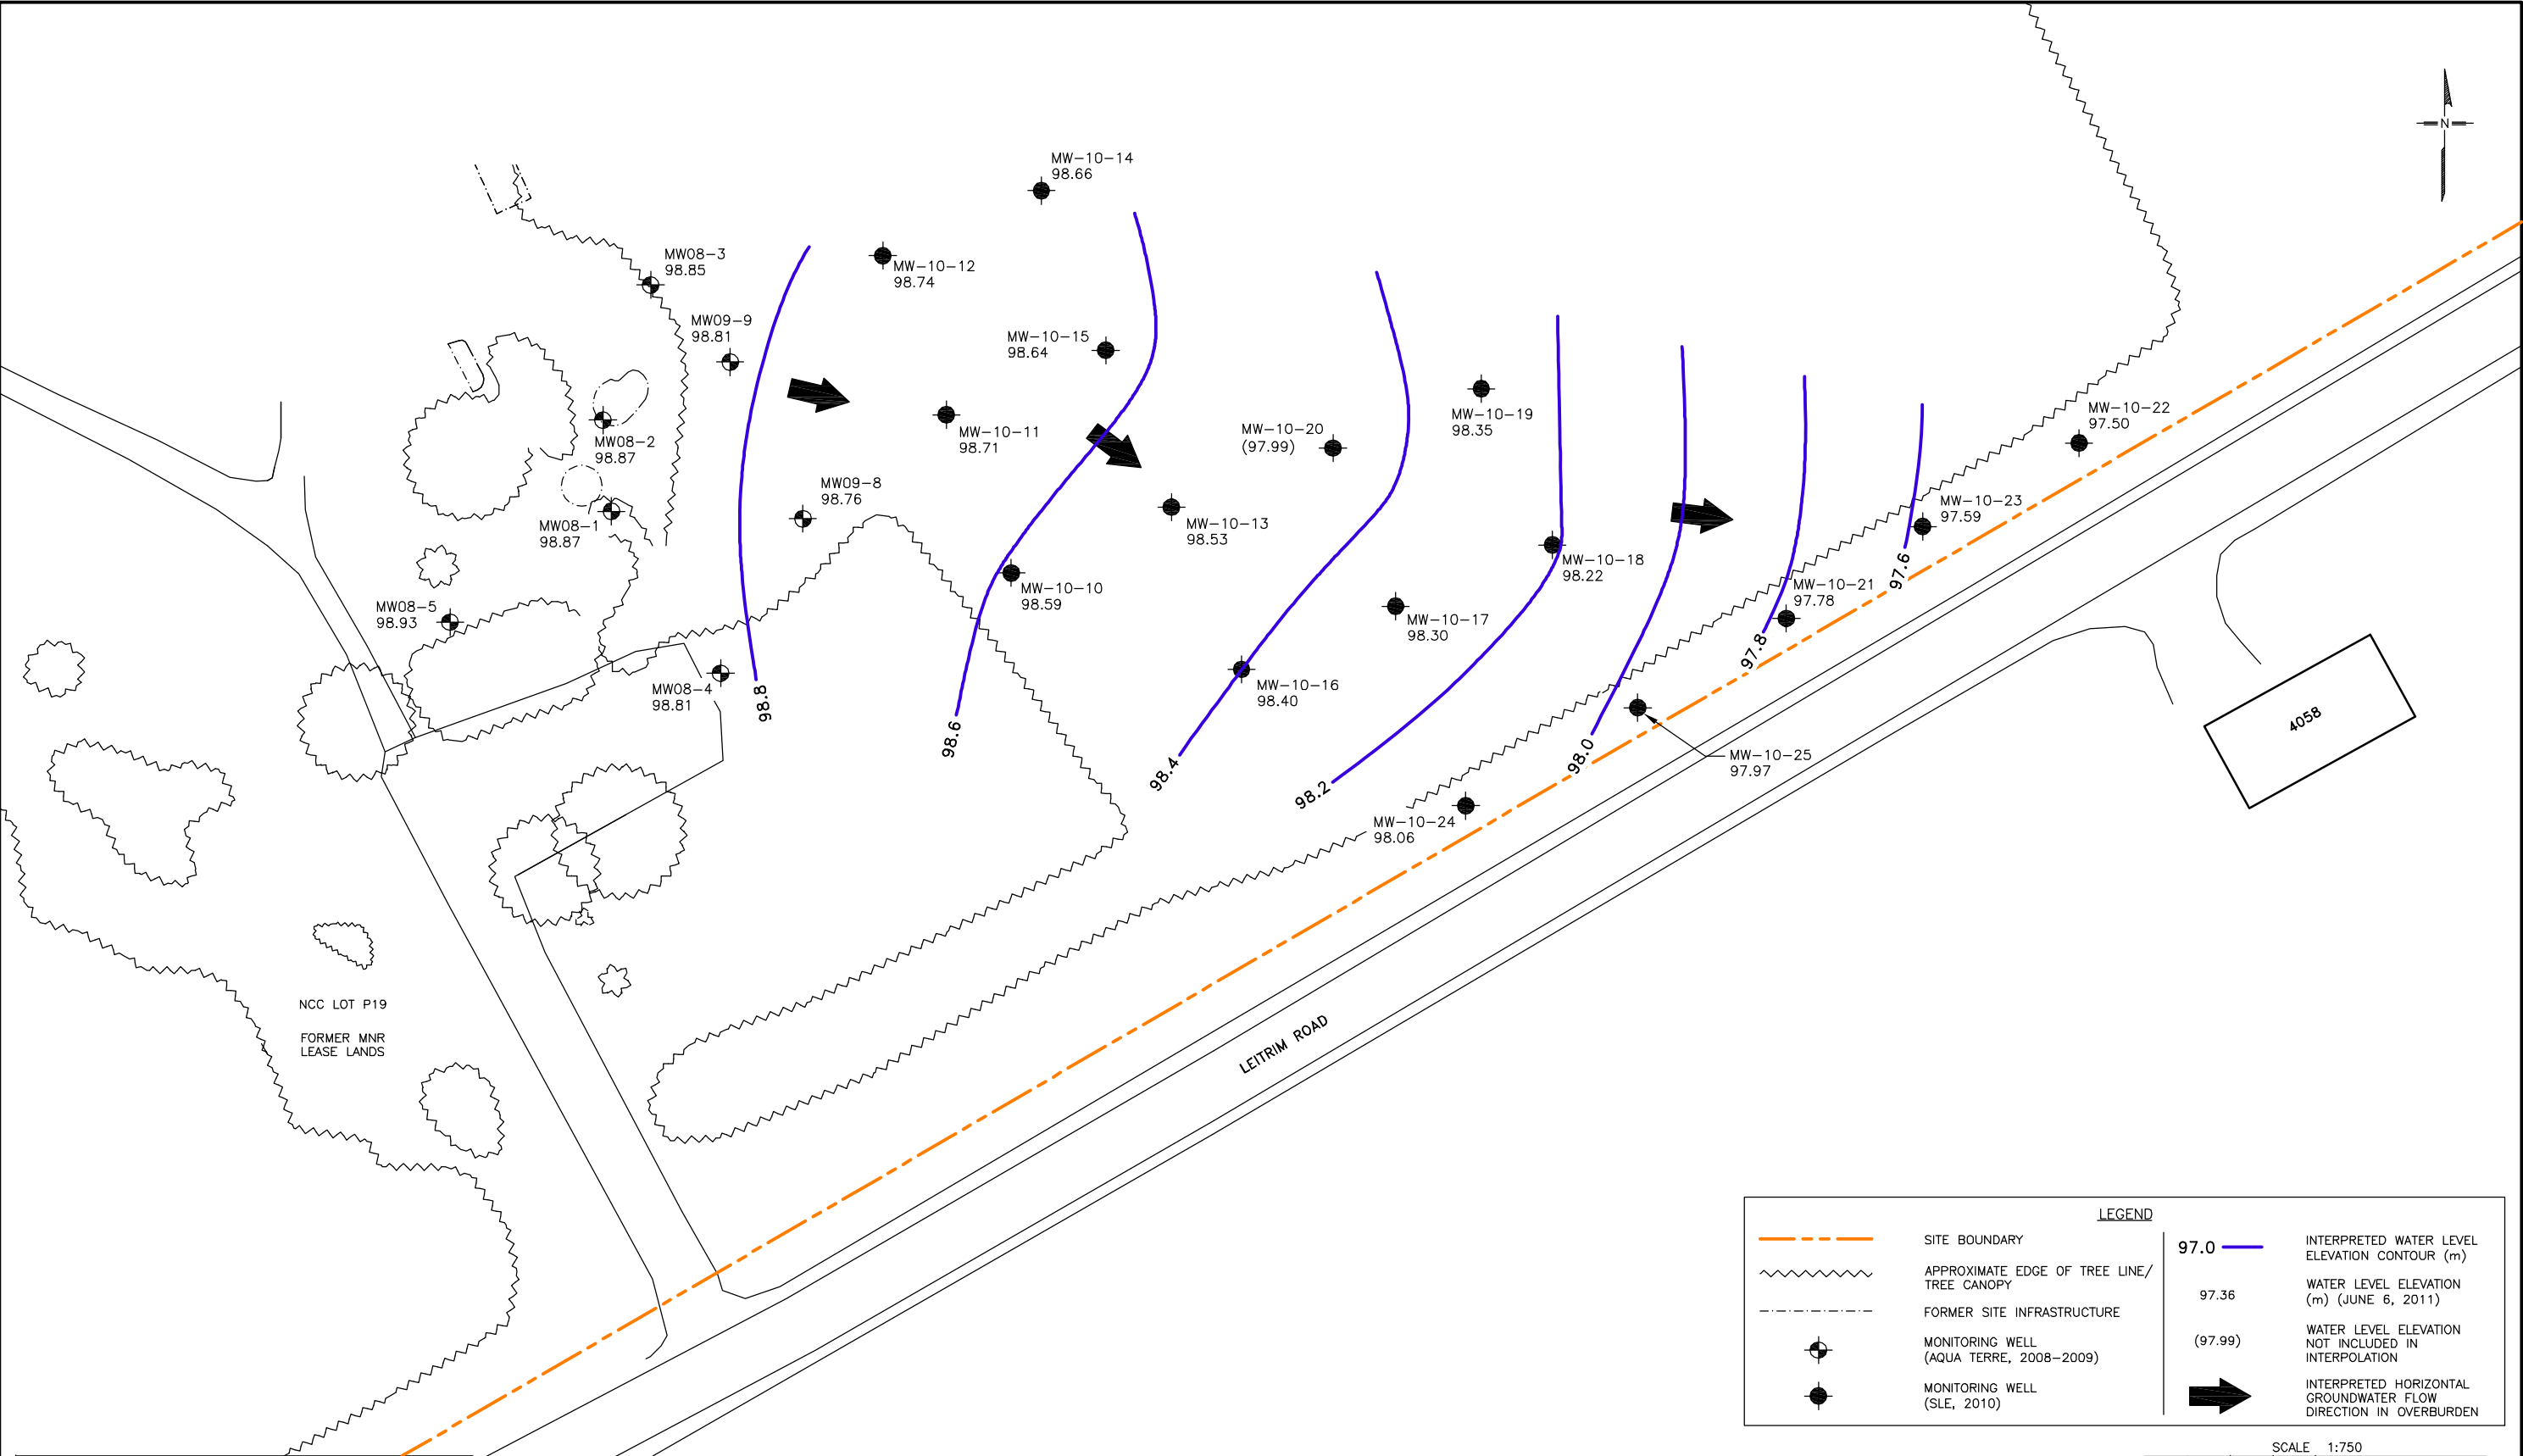 N
MW-10-14
98.66
MW08-3
98.85
MW-10-12
98.74
MW09-9
98.81
MW-10-15
98.64
MW-10-19
98.35
MW-10-22
97.50
MW-10-11
98.71
MW-10-20
(97.99)
MW08-2
98.87
MW09-8
98.76
MW-10-23
97.59
MW08-1
98.87
MW-10-13
98.53
MW-10-18
98.22
MW-10-10
98.59
MW-10-21
97.78
97.6
MW08-5
98.93
MW-10-17
98.30
97.8
MW08-4
98.81
98.8
MW-10-16
98.40
98.6
98.4
98.2
98.0
MW-10-25
97.97
4058
MW-10-24
98.06
NCC LOT P19
FORMER MNR
LEASE LANDS
LEITRIM ROAD
LEGEND
SITE BOUNDARY
APPROXIMATE EDGE OF TREE LINE/
TREE CANOPY
FORMER SITE INFRASTRUCTURE
MONITORING WELL
(AQUA TERRE, 2008-2009)
MONITORING WELL
(SLE, 2010)
97.0
INTERPRETED WATER LEVEL
ELEVATION CONTOUR (m)
97.36
WATER LEVEL ELEVATION
(m) (JUNE 6, 2011)
(97.99)
WATER LEVEL ELEVATION
NOT INCLUDED IN
INTERPOLATION
INTERPRETED HORIZONTAL
GROUNDWATER FLOW
DIRECTION IN OVERBURDEN
SCALE 1:750